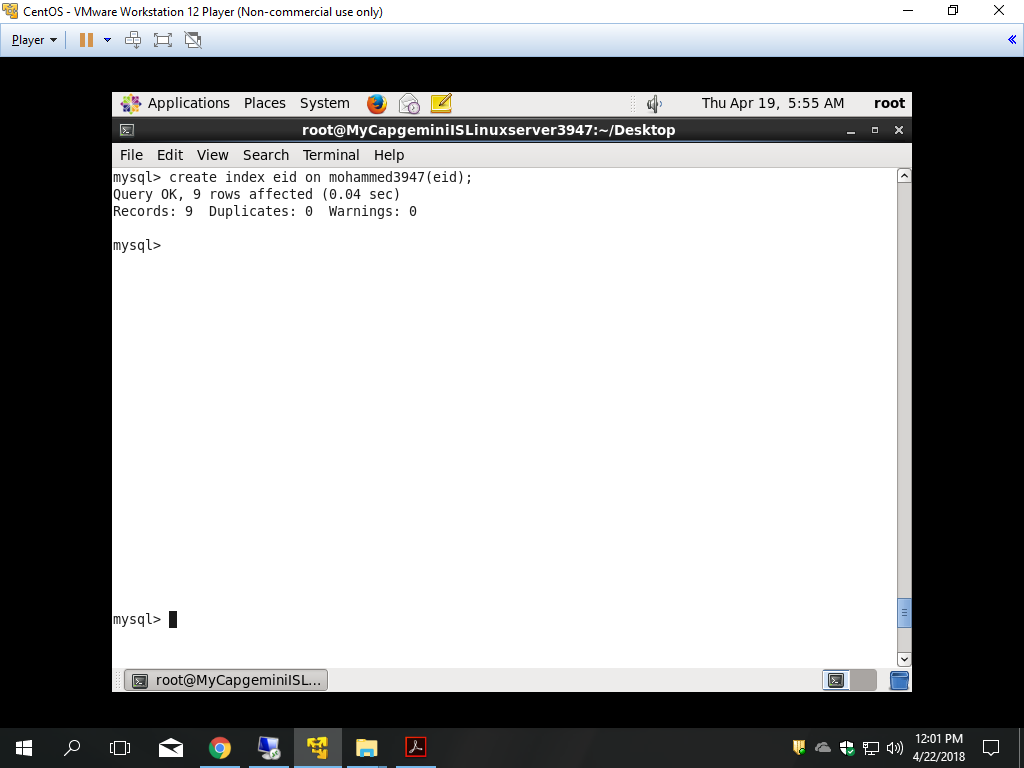 CentOS - VMware Workstation 12 Player (Non-commercial use only)
Player
Applications Places System Thu Apr 19, 5:55 AM root
root@MyCapgeminiISLinuxserver3947:~/Desktop
File Edit View Search Terminal Help
mysql> create index eid on mohammed3947(eid);
Query OK, 9 rows affected (0.04 sec)
Records: 9  Duplicates: 0  Warnings: 0
mysql>
mysql>
root@MyCapgeminiISL...
12:01 PM
4/22/2018